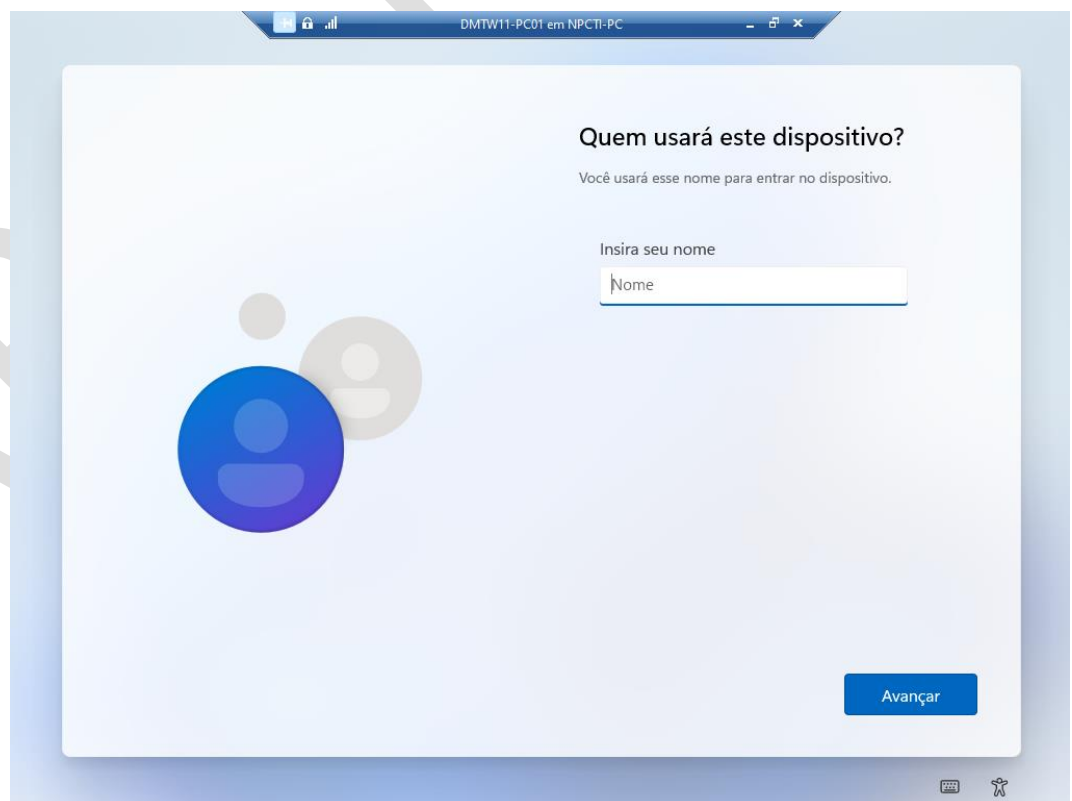 DMTW11-PC01 em NPCTI-PC
Quem usará este dispositivo?
Você usará esse nome para entrar no dispositivo.
Insira seu nome
Nome
Avançar